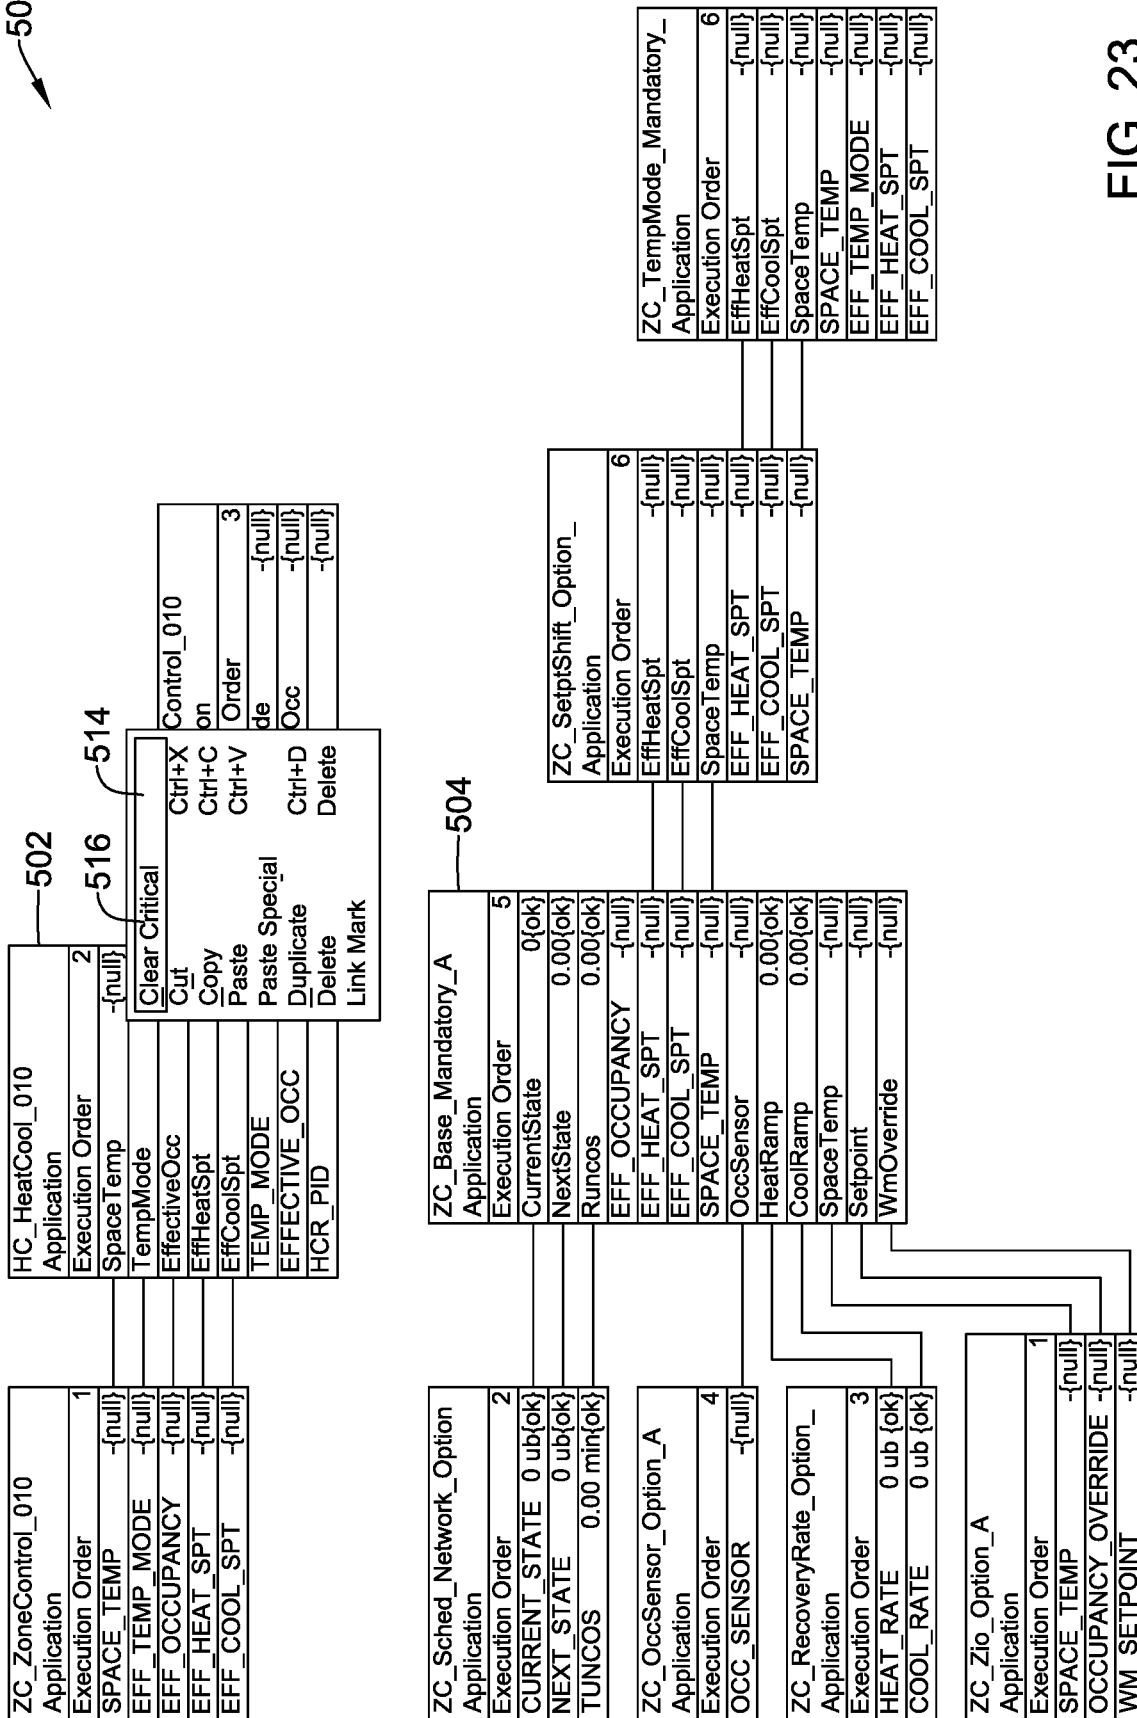 50
ZC_ZoneControl_010
Application
Execution Order 1
SPACE_TEMP -{null}
EFF_TEMP_MODE -{null}
EFF_OCCUPANCY -{null}
EFF_HEAT_SPT -{null}
EFF_COOL_SPT -{null}
502
HC_HeatCool_010
Application
Execution Order 2
SpaceTemp -{null}
TempMode
EffectiveOcc
EffHeatSpt
EffCoolSpt
TEMP_MODE
EFFECTIVE_OCC
HCR_PID
516
514
Clear Critical
Cut Ctrl+X
Copy Ctrl+C
Paste Ctrl+V
Paste Special
Duplicate Ctrl+D
Delete Delete
Link Mark
Control_010
on
Order 3
de -{null}
Occ -{null}
-{null}
ZC_Sched_Network_Option
Application
Execution Order 2
CURRENT_STATE 0 ub{ok}
NEXT_STATE 0 ub{ok}
TUNCOS 0.00 min{ok}
ZC_OccSensor_Option_A
Application
Execution Order 4
OCC_SENSOR -{null}
ZC_RecoveryRate_Option_
Application
Execution Order 3
HEAT_RATE 0 ub {ok}
COOL_RATE 0 ub {ok}
ZC_Zio_Option_A
Application
Execution Order 1
SPACE_TEMP -{null}
OCCUPANCY_OVERRIDE -{null}
WM_SETPOINT -{null}
504
ZC_Base_Mandatory_A
Application
Execution Order 5
CurrentState 0{ok}
NextState 0.00{ok}
Runcos 0.00{ok}
EFF_OCCUPANCY -{null}
EFF_HEAT_SPT -{null}
EFF_COOL_SPT -{null}
SPACE_TEMP -{null}
OccSensor -{null}
HeatRamp 0.00{ok}
CoolRamp 0.00{ok}
SpaceTemp -{null}
Setpoint -{null}
WmOverride -{null}
ZC_SetptShift_Option_
Application
Execution Order 6
EffHeatSpt -{null}
EffCoolSpt -{null}
SpaceTemp -{null}
EFF_HEAT_SPT -{null}
EFF_COOL_SPT -{null}
SPACE_TEMP -{null}
ZC_TempMode_Mandatory_
Application
Execution Order 6
EffHeatSpt -{null}
EffCoolSpt -{null}
SpaceTemp -{null}
SPACE_TEMP -{null}
EFF_TEMP_MODE -{null}
EFF_HEAT_SPT -{null}
EFF_COOL_SPT -{null}
FIG. 23